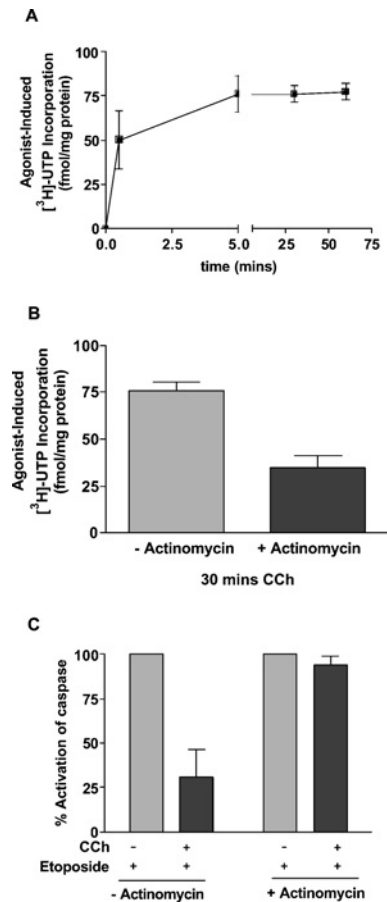 A
Agonist-Induced
[³H]-UTP Incorporation
(fmol/mg protein)
100
75
50
25
0
0.0 2.5 5.0 25 50 75
time (mins)
B
Agonist-Induced
[³H]-UTP Incorporation
(fmol/mg protein)
100
75
50
25
0
- Actinomycin + Actinomycin
30 mins CCh
C
% Activation of caspase
100
75
50
25
0
CCh - + - +
Etoposide + + + +
- Actinomycin + Actinomycin